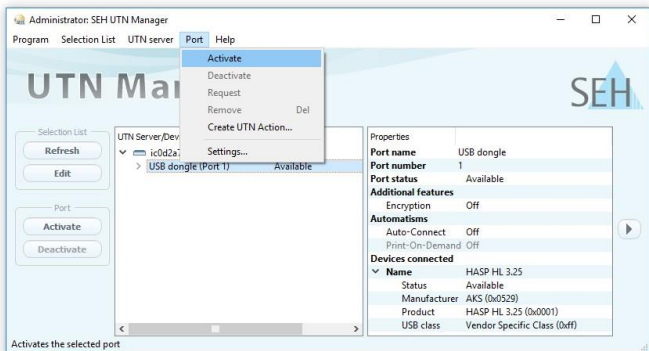 Administrator: SEH UTN Manager
Program Selection List UTN server Port Help
Activate
Deactivate
Request
Remove Del
Create UTN Action...
Settings...
UTN Ma
SEH
Selection List
Refresh
Edit
Port
Activate
Deactivate
UTN Server/Dev
ic0d2a7
USB dongle (Port 1) Available
Properties
Port name USB dongle
Port number 1
Port status Available
Additional features
Encryption Off
Automatisms
Auto-Connect Off
Print-On-Demand Off
Devices connected
Name HASP HL 3.25
Status Available
Manufacturer AKS (0x0529)
Product HASP HL 3.25 (0x0001)
USB class Vendor Specific Class (0xff)
Activates the selected port